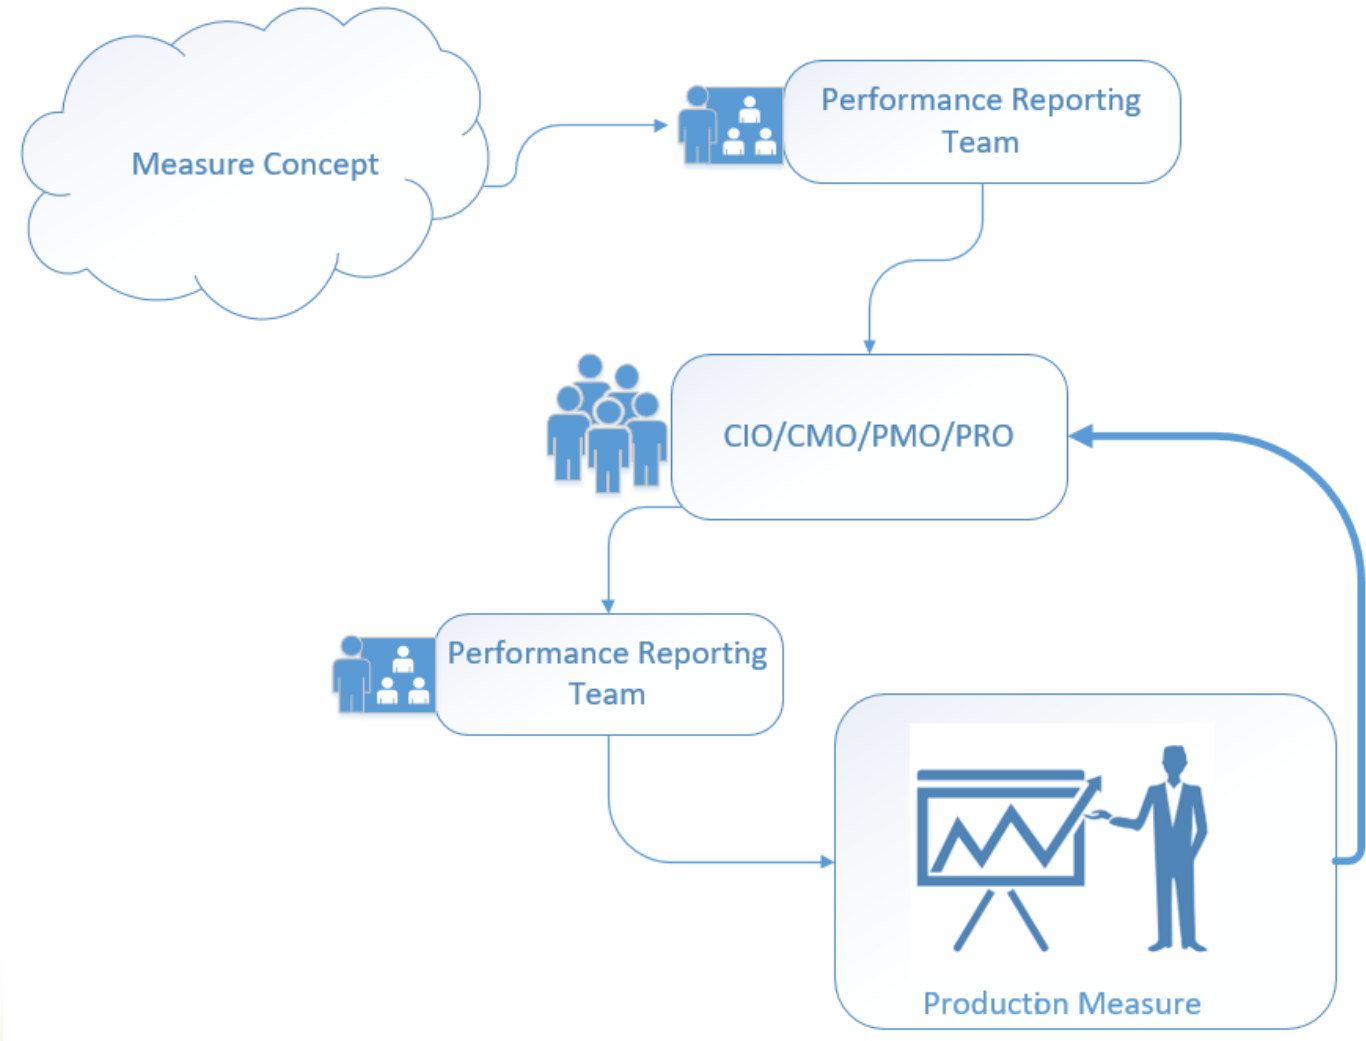 Measure Concept
Performance Reporting
Team
CIO/CMO/PMO/PRO
Performance Reporting
Team
Production Measure